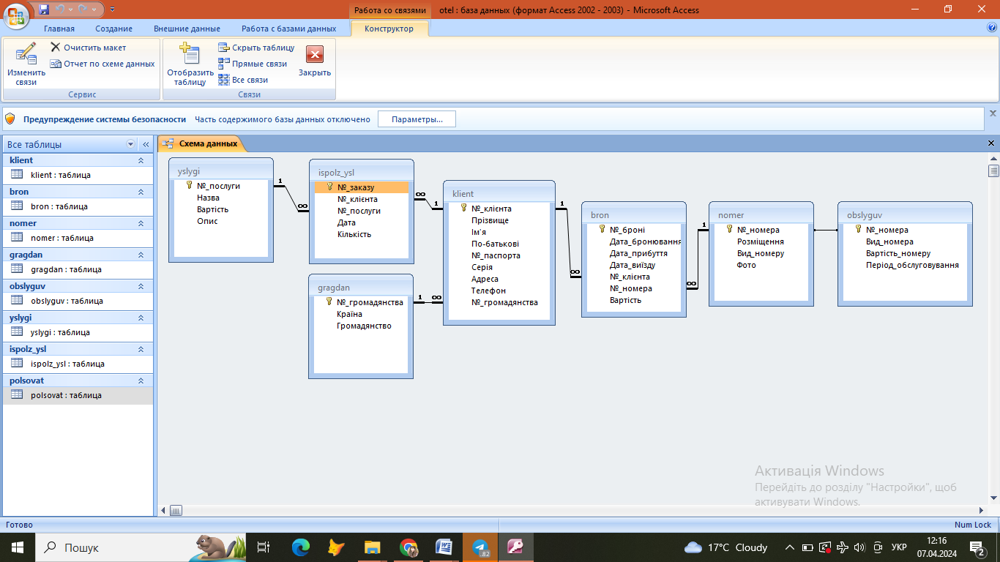 Работа со связями
otel : база данных (формат Access 2002 - 2003) - Microsoft Access
Главная
Создание
Внешние данные
Работа с базами данных
Конструктор
Изменить связи
Очистить макет
Отчет по схеме данных
Сервис
Отобразить таблицу
Скрыть таблицу
Прямые связи
Все связи
Закрыть
Связи
Предупреждение системы безопасности
Часть содержимого базы данных отключено
Параметры...
Все таблицы
klient
klient : таблица
bron
bron : таблица
nomer
nomer : таблица
gragdan
gragdan : таблица
obslyguv
obslyguv : таблица
yslygi
yslygi : таблица
ispolz_ysl
ispolz_ysl : таблица
polsovat
polsovat : таблица
Схема данных
yslygi
№_послуги
Назва
Вартість
Опис
1
∞
ispolz_ysl
№_заказу
№_клієнта
№_послуги
Дата
Кількість
∞
1
gragdan
№_громадянства
Країна
Громадянство
1
∞
klient
№_клієнта
Прізвище
Ім'я
По-батькові
№_паспорта
Серія
Адреса
Телефон
№_громадянства
1
∞
bron
№_броні
Дата_бронювання
Дата_прибуття
Дата_виїзду
№_клієнта
№_номера
Вартість
∞
1
nomer
№_номера
Розміщення
Вид_номеру
Фото
obslyguv
№_номера
Вид_номера
Вартість_номеру
Період_обслуговування
Активація Windows
Перейдіть до розділу "Настройки", щоб
активувати Windows.
Готово
Num Lock
Пошук
.82
17°C Cloudy
УКР
12:16
07.04.2024
2